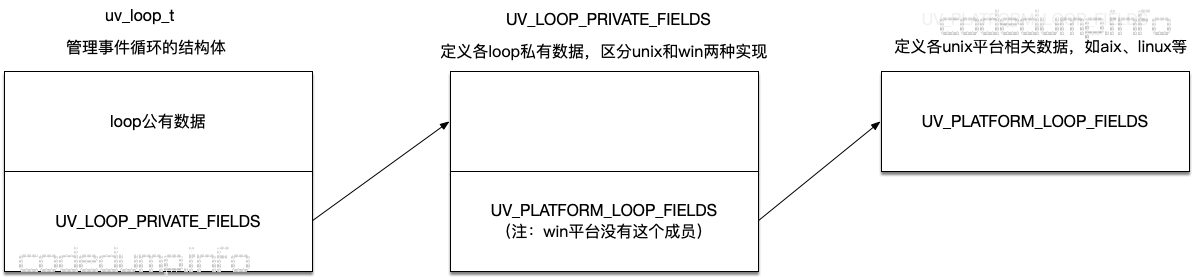 uv_loop_t
管理事件循环的结构体
loop公有数据
UV_LOOP_PRIVATE_FIELDS
codedumpinfo
UV_LOOP_PRIVATE_FIELDS
定义各loop私有数据，区分unix和win两种实现
UV_PLATFORM_LOOP_FIELDS
（注：win平台没有这个成员）
UV_PLATFORM_LOOP_FIELDS
codedumpinfo
定义各unix平台相关数据，如aix、linux等
UV_PLATFORM_LOOP_FIELDS